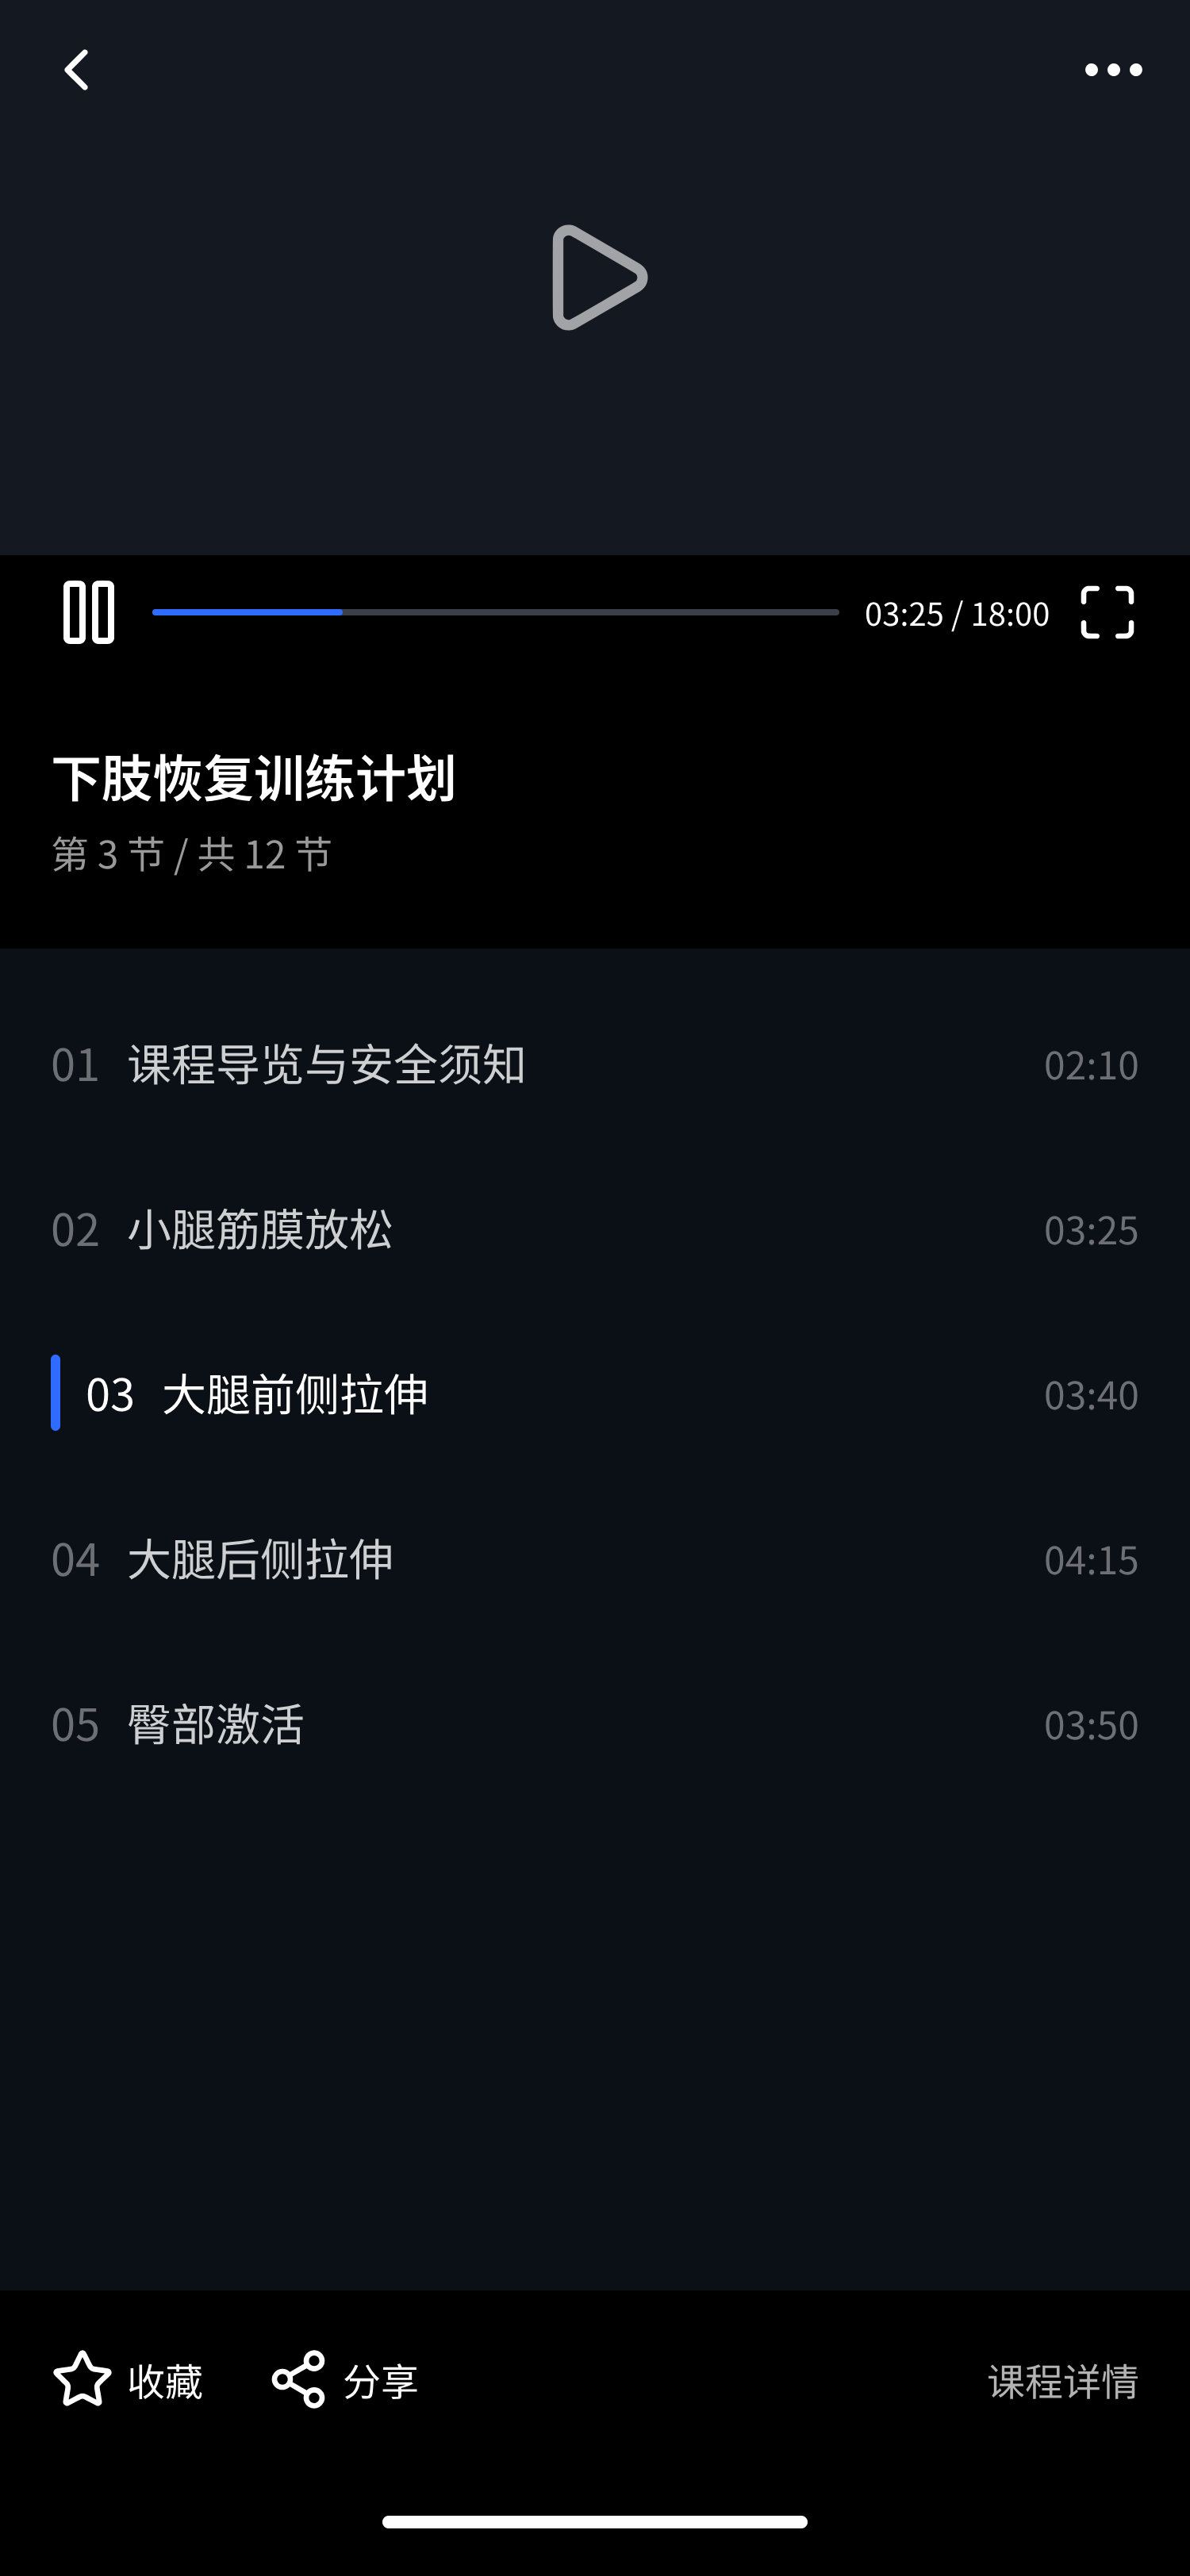 03:25 / 18:00
下肢恢复训练计划
第 3 节 / 共 12 节
01 课程导览与安全须知 02:10
02 小腿筋膜放松 03:25
03 大腿前侧拉伸 03:40
04 大腿后侧拉伸 04:15
05 臀部激活 03:50
收藏 分享 课程详情